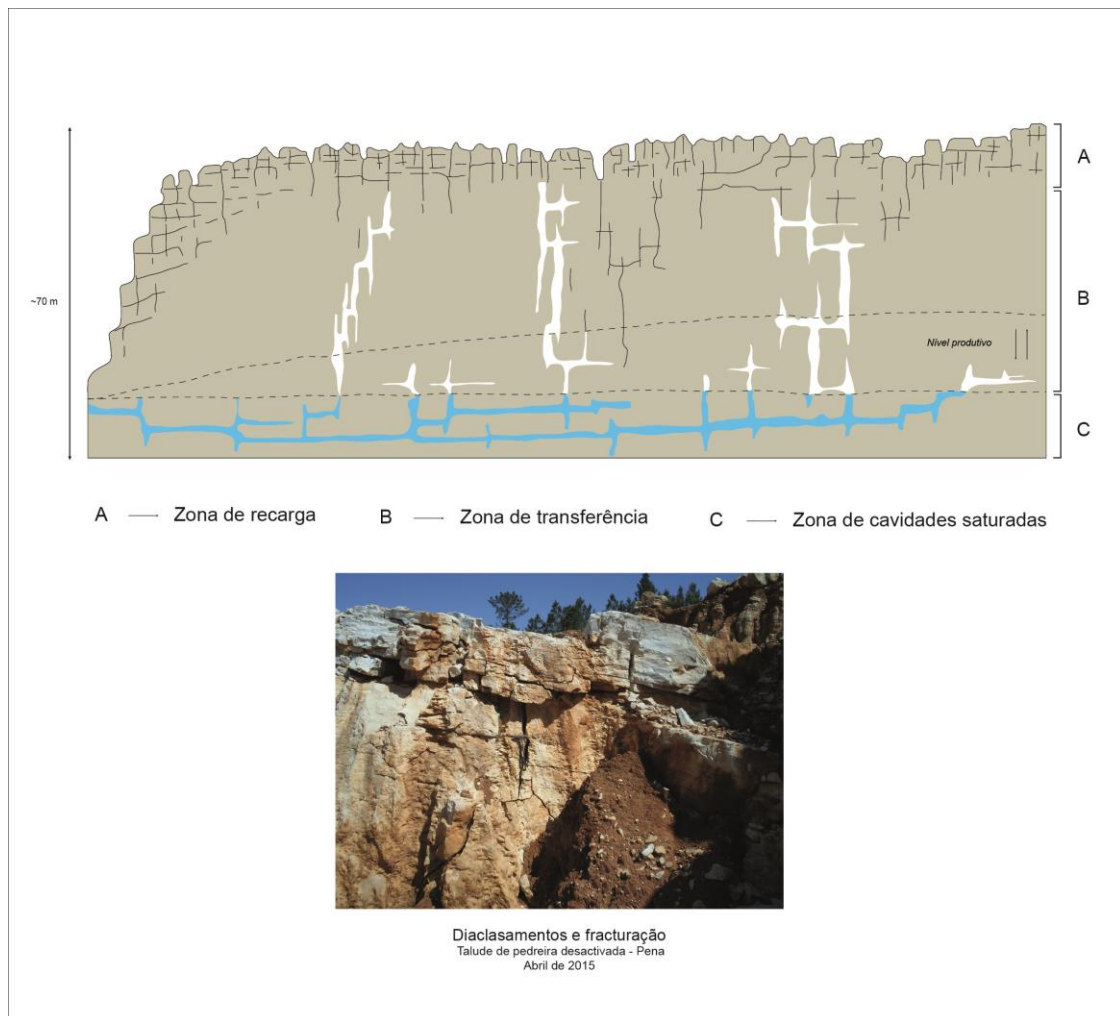 A
~70 m
B
Nível produtivo
C
A → Zona de recarga B → Zona de transferência C → Zona de cavidades saturadas
Diaclasamentos e fracturação
Talude de pedreira desactivada - Pena
Abril de 2015